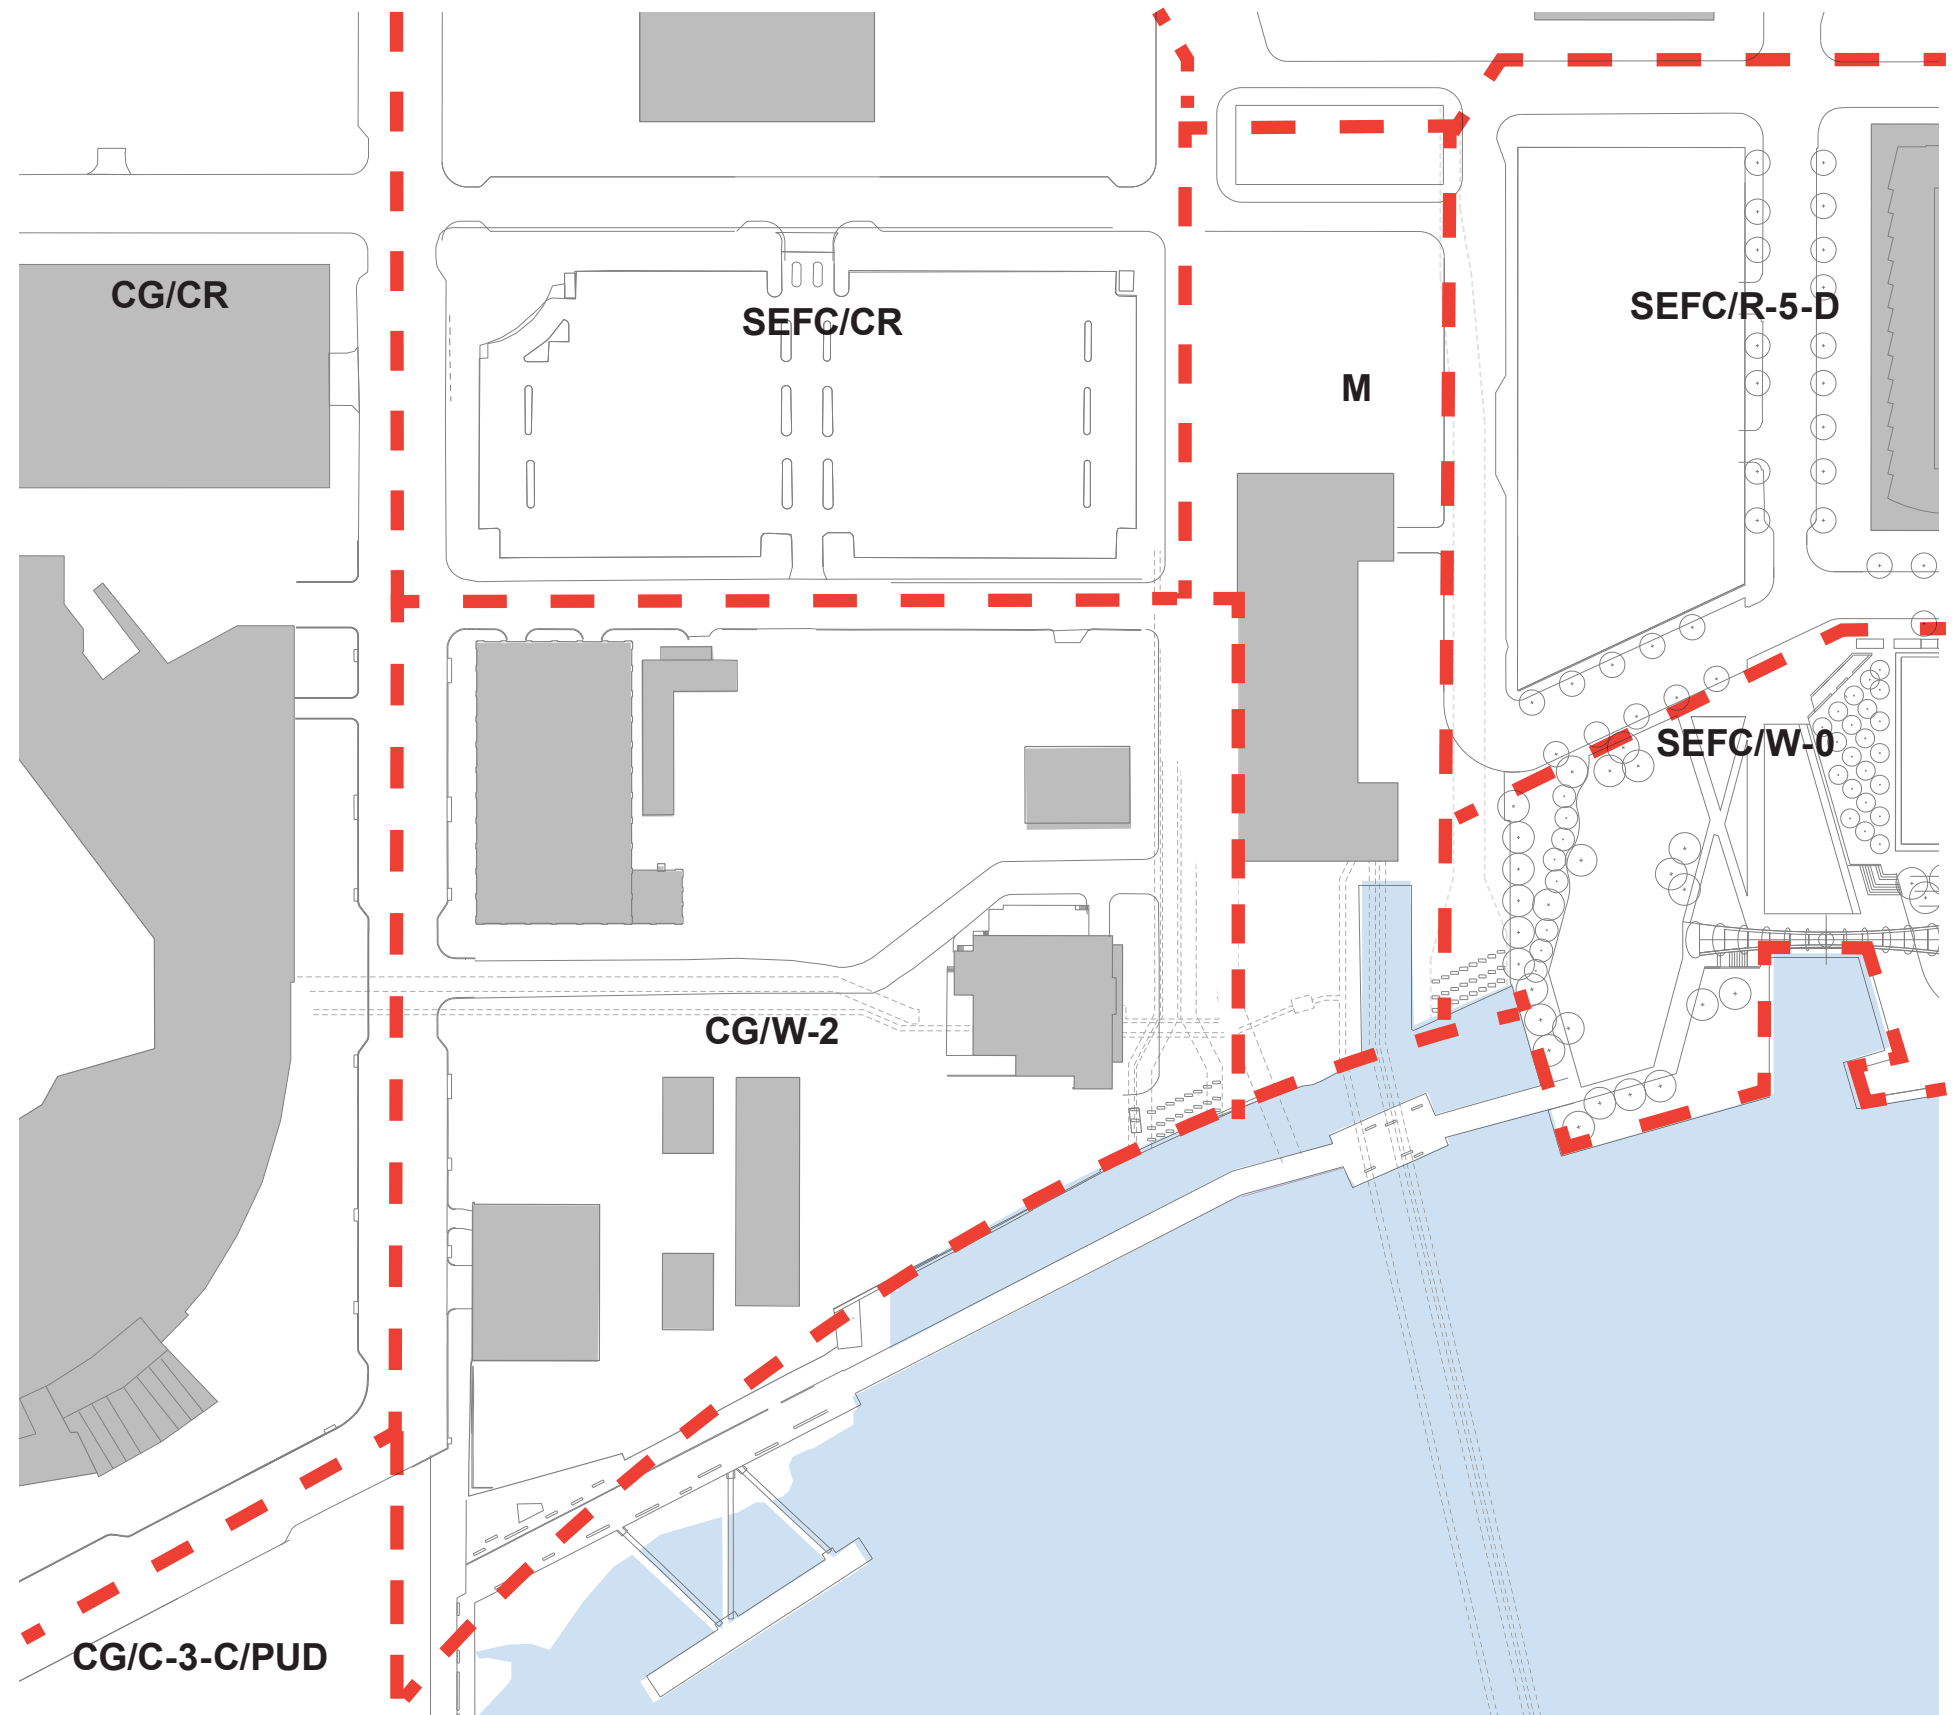 CG/CR
SEFC/CR
SEFC/R-5-D
M
SEFC/W-0
CG/W-2
CG/C-3-C/PUD